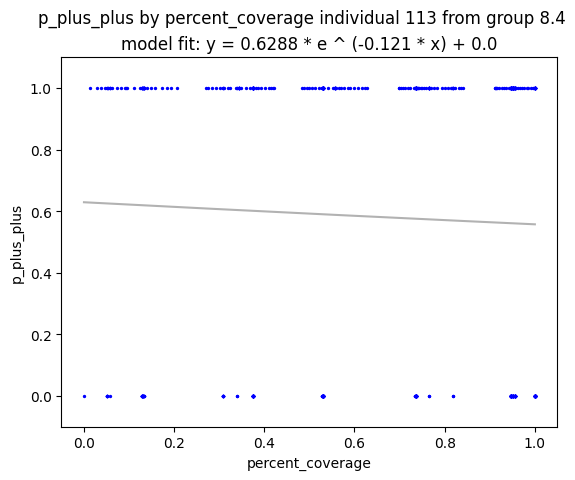 p_plus_plus by percent_coverage individual 113 from group 8.4
model fit: y = 0.6288 * e ^ (-0.121 * x) + 0.0
1.0
0.8
0.6
0.4
0.2
0.0
p_plus_plus
0.0 0.2 0.4 0.6 0.8 1.0
percent_coverage